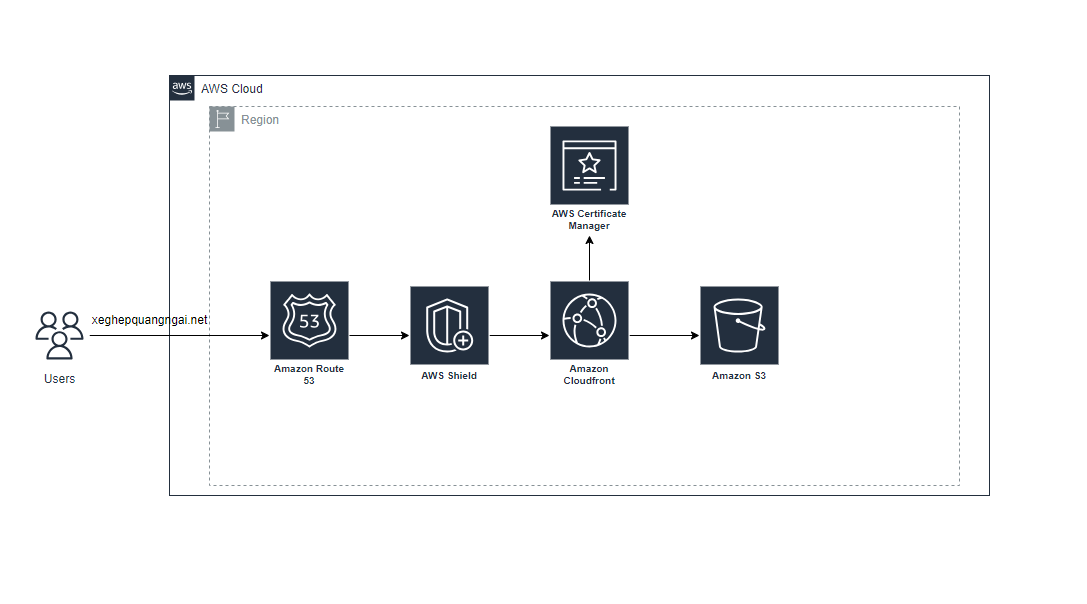 aws
AWS Cloud
Region
AWS Certificate
Manager
xeghepquangngai.net
53
Users
Amazon Route
53
AWS Shield
Amazon
Cloudfront
Amazon S3